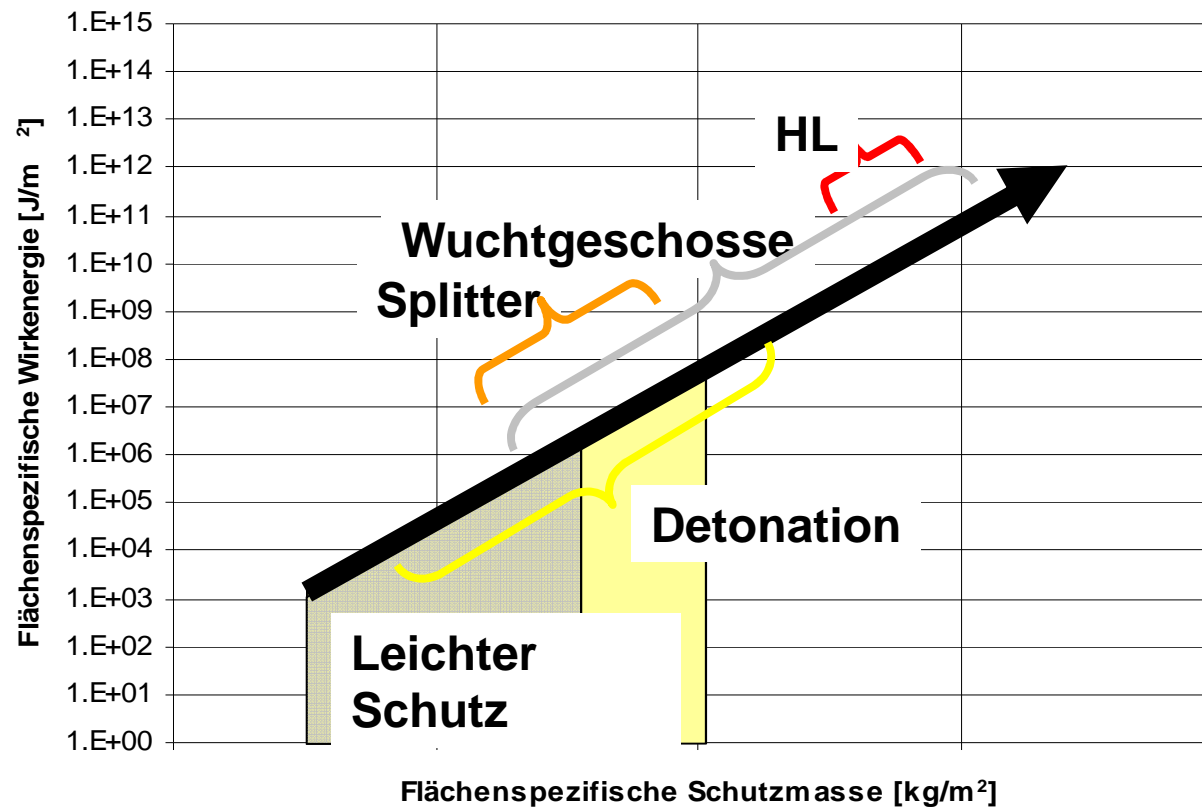 Flächenspezifische Wirkenergie [J/m ²]
1.E+15
1.E+14
1.E+13
1.E+12
1.E+11
1.E+10
1.E+09
1.E+08
1.E+07
1.E+06
1.E+05
1.E+04
1.E+03
1.E+02
1.E+01
1.E+00
HL
Wuchtgeschosse
Splitter
Detonation
Leichter
Schutz
Flächenspezifische Schutzmasse [kg/m²]